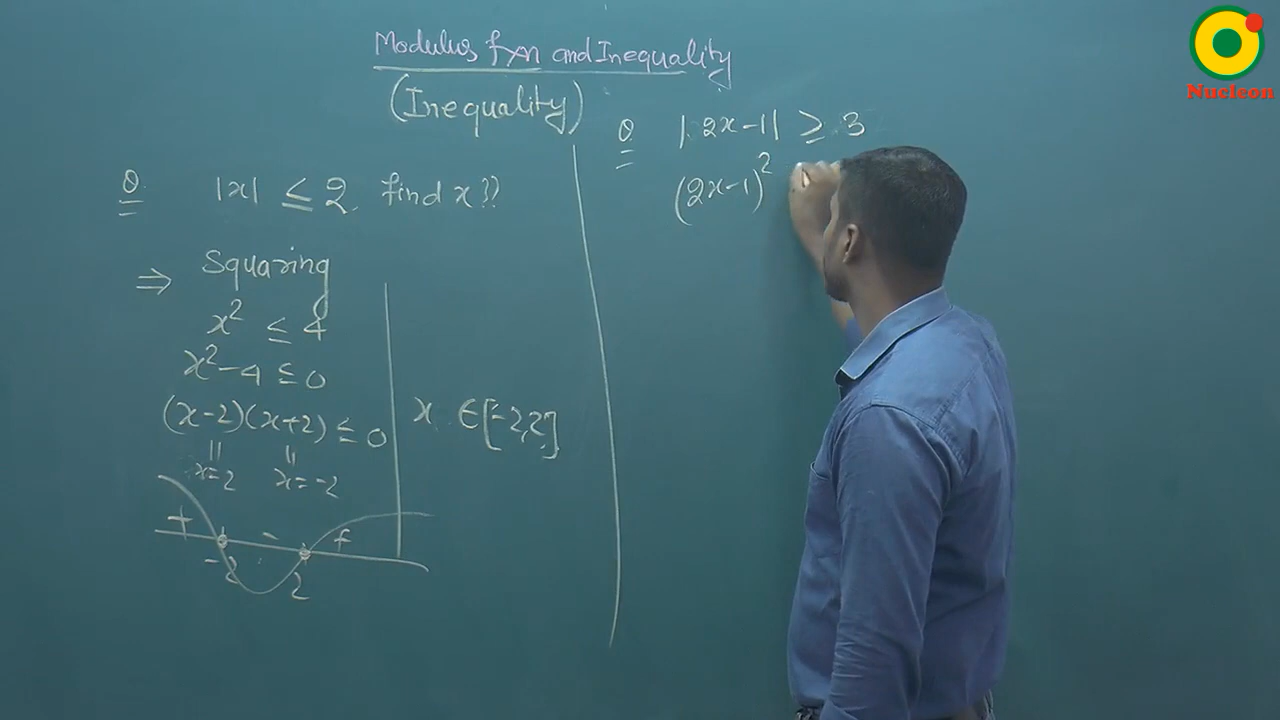 Modulus fxn and Inequality
(Inequality)
Q. |x| ≤ 2, find x??
⇒ Squaring
x² ≤ 4
x²-4 ≤ 0
(x-2)(x+2) ≤ 0
x=2 x=-2
+ - +
-2 2
x ∈ [-2,2]
Q |2x-1| ≥ 3
(2x-1)²
Nucleon